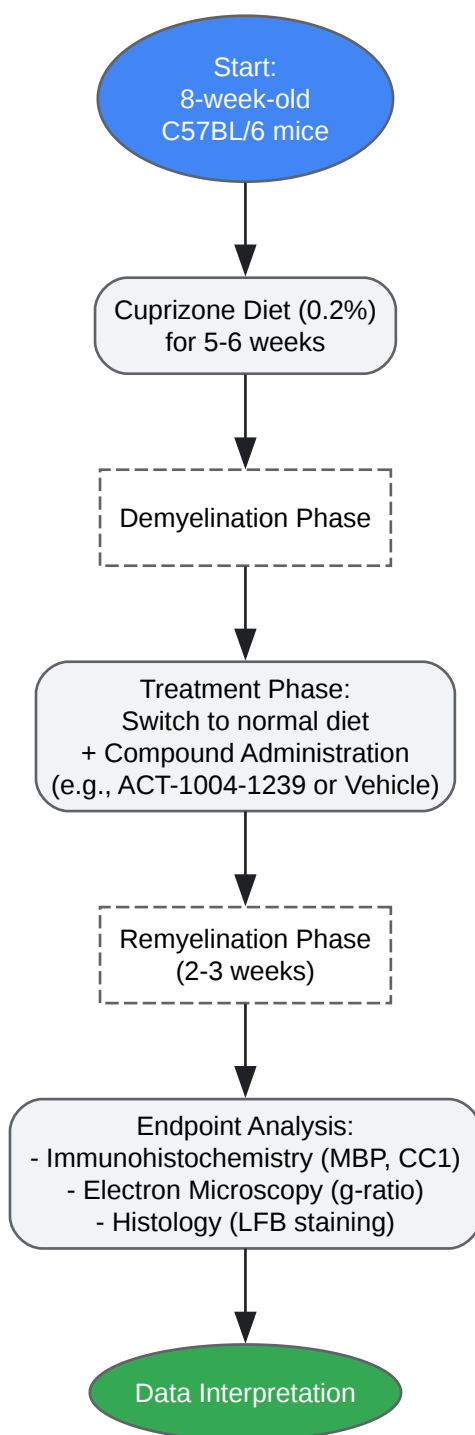 Start:
8-week-old
C57BL/6 mice
Cuprizone Diet (0.2%)
for 5-6 weeks
Demyelination Phase
Treatment Phase:
Switch to normal diet
+ Compound Administration
(e.g., ACT-1004-1239 or Vehicle)
Remyelination Phase
(2-3 weeks)
Endpoint Analysis:
- Immunohistochemistry (MBP, CC1)
- Electron Microscopy (g-ratio)
- Histology (LFB staining)
Data Interpretation